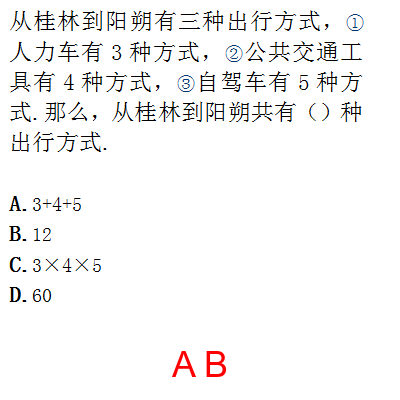 从桂林到阳朔有三种出行方式，①
人力车有 3 种方式，②公共交通工
具有 4 种方式，③自驾车有 5 种方
式. 那么，从桂林到阳朔共有（）种
出行方式.
A. 3+4+5
B. 12
C. 3×4×5
D. 60
A B